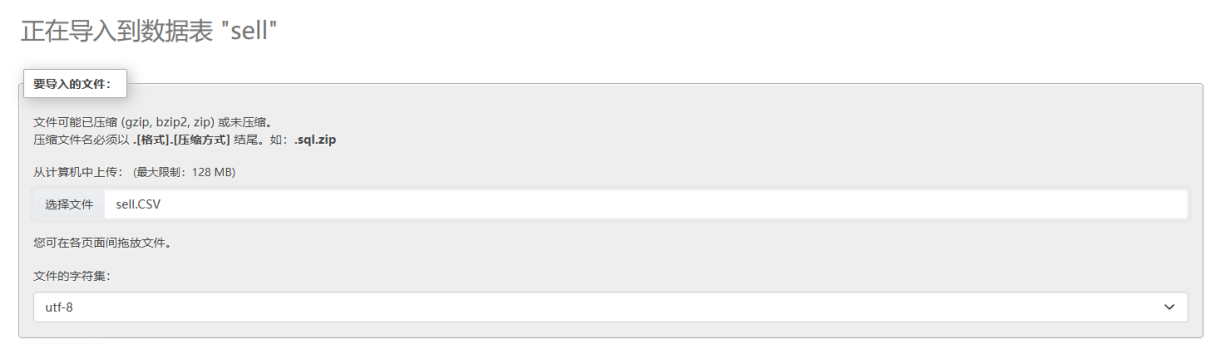 正在导入到数据表 "sell"
要导入的文件：
文件可能已压缩 (gzip, bzip2, zip) 或未压缩。
压缩文件名必须以 .[格式].[压缩方式] 结尾。如：.sql.zip
从计算机中上传： (最大限制：128 MB)
选择文件 sell.CSV
您可在各页面间拖放文件。
文件的字符集：
utf-8